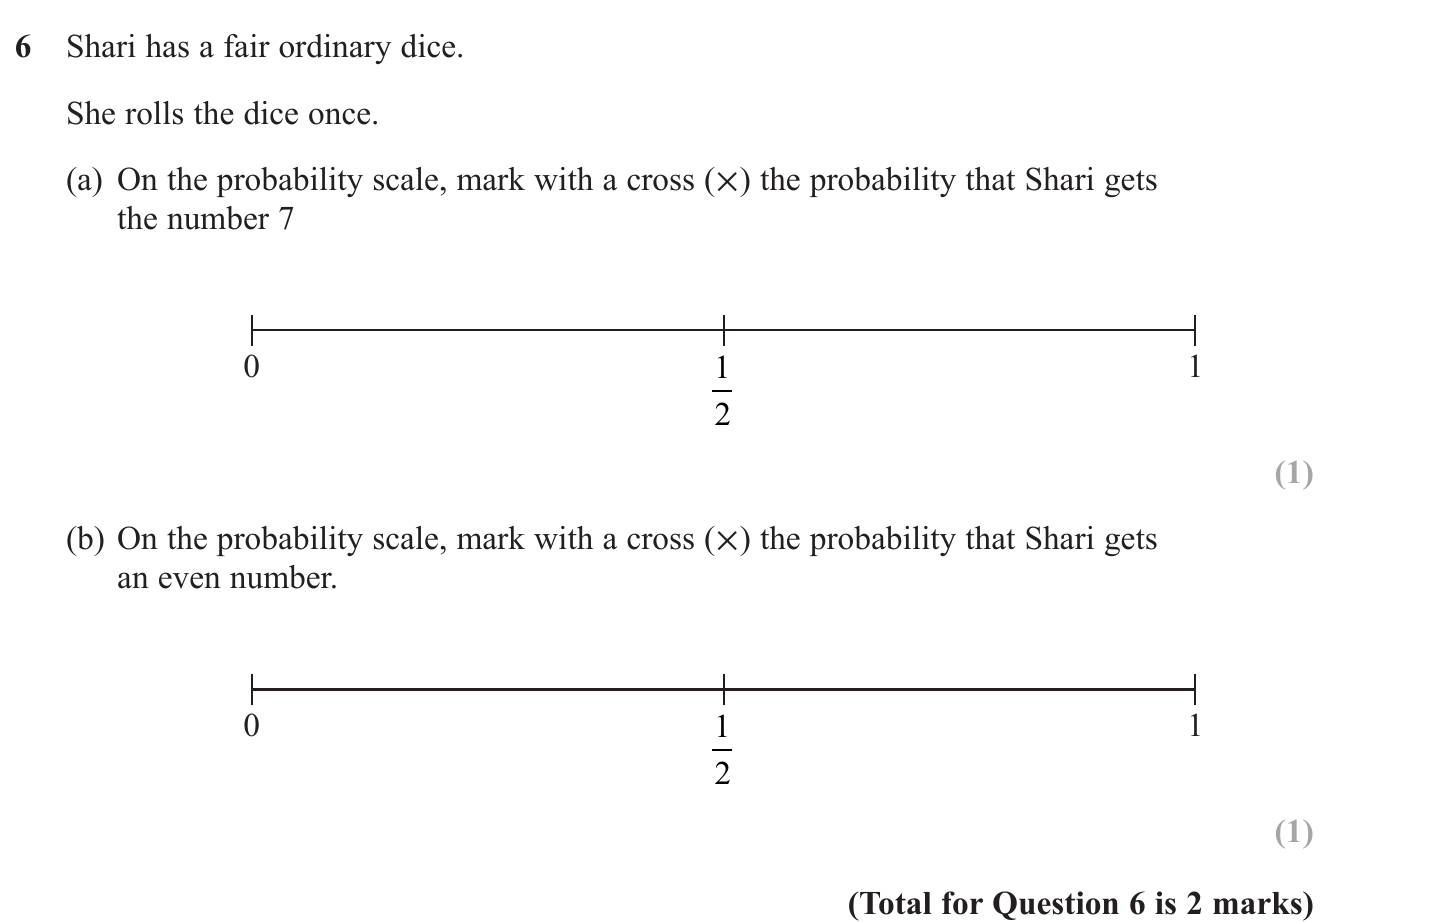 6 Shari has a fair ordinary dice.
She rolls the dice once.
(a) On the probability scale, mark with a cross (×) the probability that Shari gets
the number 7
0 1/2 1
(1)
(b) On the probability scale, mark with a cross (×) the probability that Shari gets
an even number.
0 1/2 1
(1)
(Total for Question 6 is 2 marks)